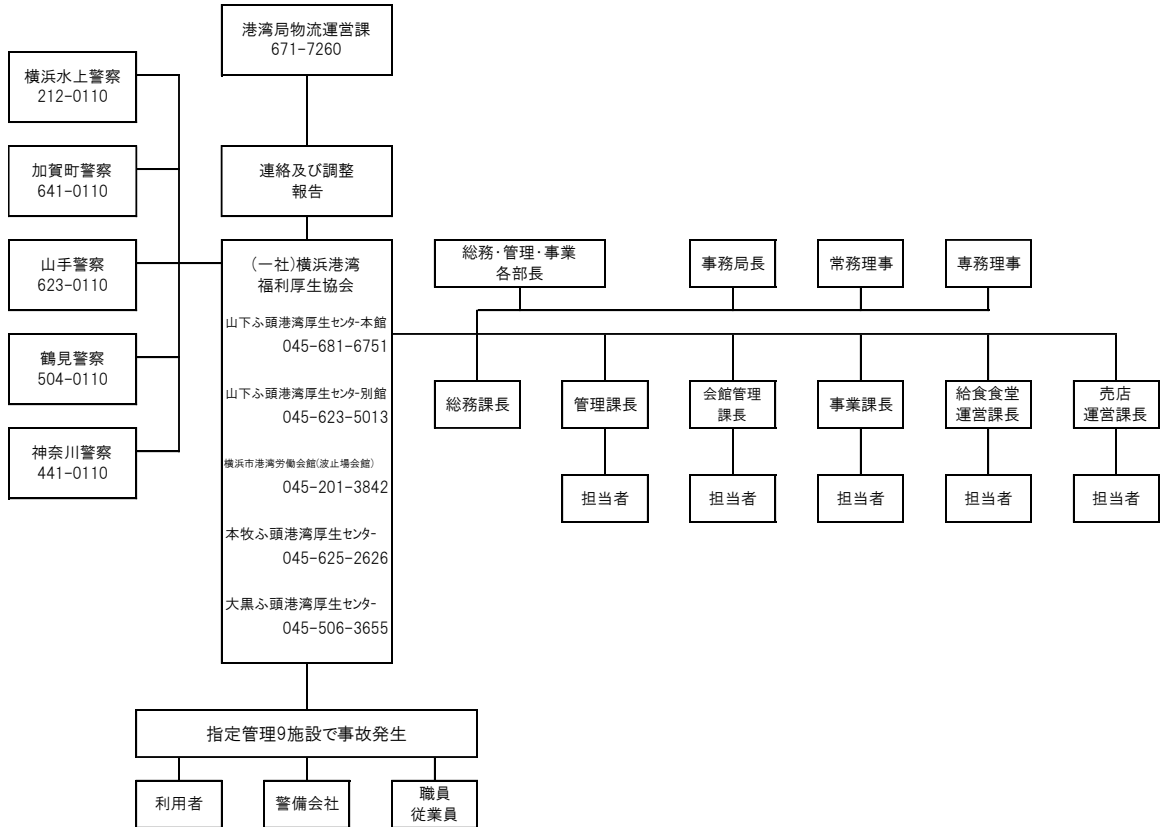 港湾局物流運営課
671-7260
横浜水上警察
212-0110
加賀町警察
641-0110
山手警察
623-0110
鶴見警察
504-0110
神奈川警察
441-0110
連絡及び調整
報告
(一社)横浜港湾
福利厚生協会
山下ふ頭港湾厚生センター本館
045-681-6751
山下ふ頭港湾厚生センター別館
045-623-5013
横浜市港湾労働会館(波止場会館)
045-201-3842
本牧ふ頭港湾厚生センター
045-625-2626
大黒ふ頭港湾厚生センター
045-506-3655
総務・管理・事業
各部長
事務局長
常務理事
専務理事
総務課長
管理課長
会館管理
課長
事業課長
給食食堂
運営課長
売店
運営課長
担当者
担当者
担当者
担当者
担当者
指定管理9施設で事故発生
利用者
警備会社
職員
従業員